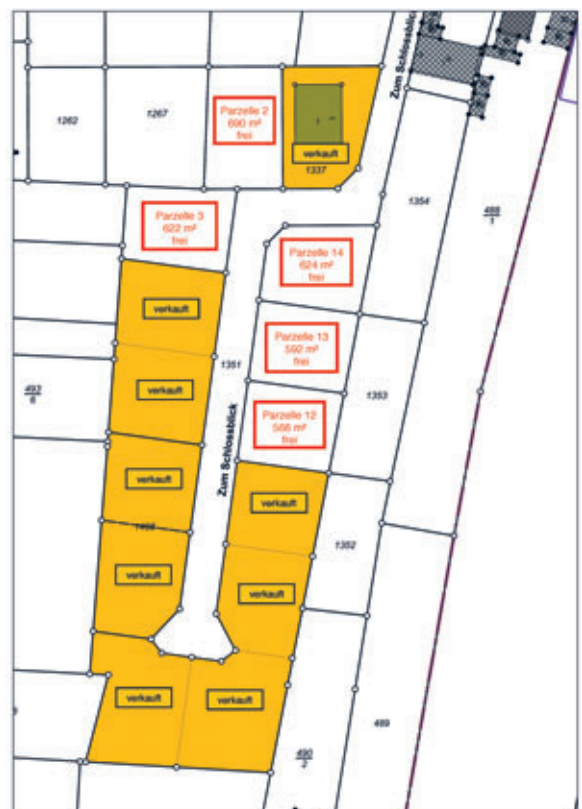 Zum Schlossblick
1262
1267
Parzelle 2
690 m²
frei
verkauft
1337
1354
488
1
Parzelle 3
622 m²
frei
Parzelle 14
624 m²
frei
verkauft
Parzelle 13
592 m²
frei
1351
493
6
verkauft
1353
Parzelle 12
566 m²
frei
Zum Schlossblick
verkauft
verkauft
1352
verkauft
verkauft
verkauft
verkauft
489
490
2